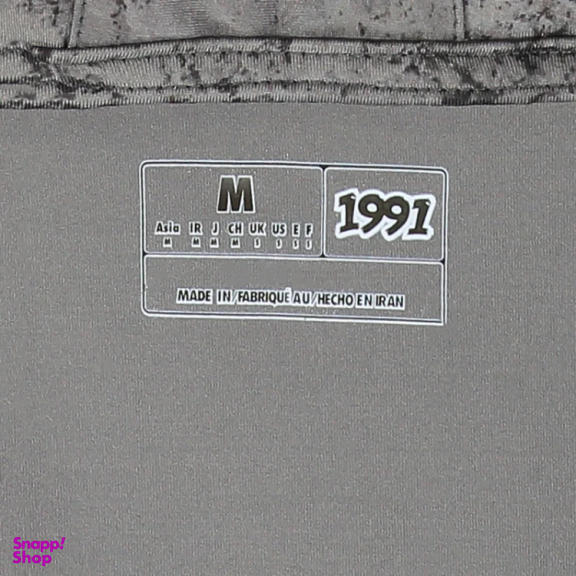 M
1991
Asia IR J CH UK US E F
M M M M S S S S
MADE IN/FABRIQUÉ AU/HECHO EN IRAN
Snapp!
Shop